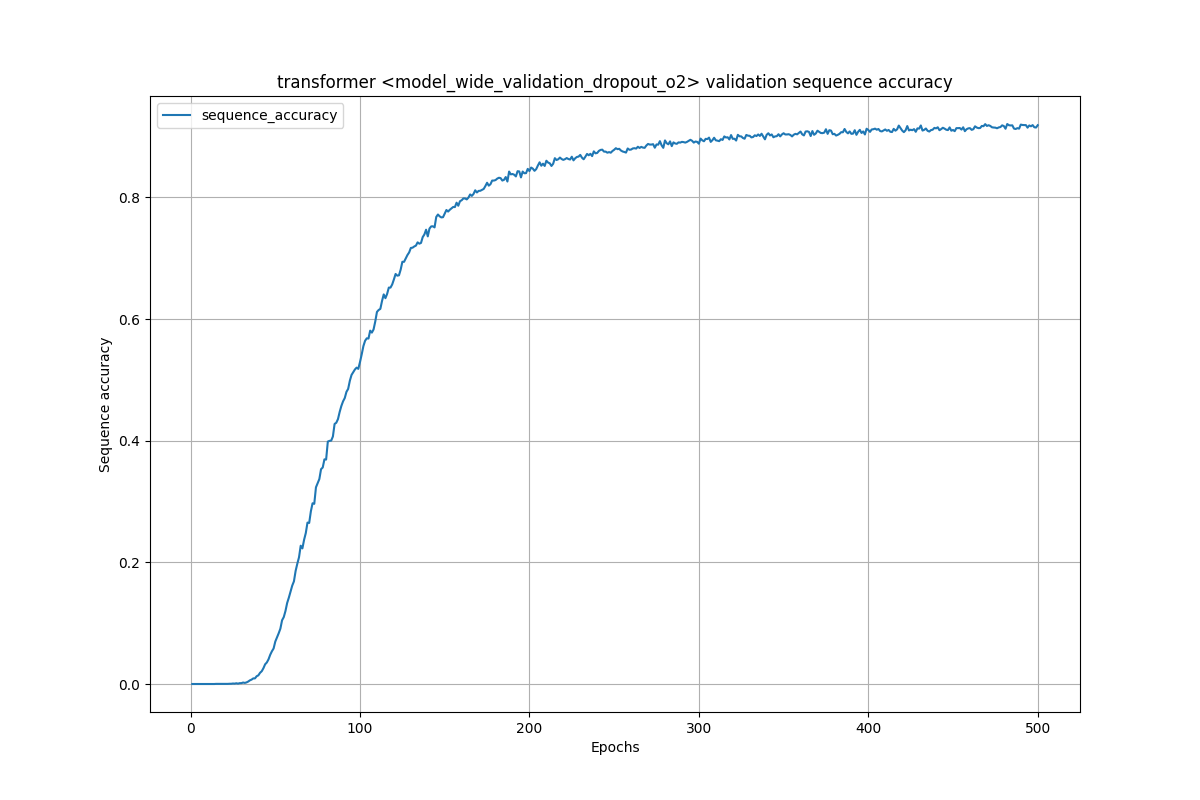 transformer <model_wide_validation_dropout_o2> validation sequence accuracy
sequence_accuracy
Sequence accuracy
0.8
0.6
0.4
0.2
0.0
0 100 200 300 400 500
Epochs